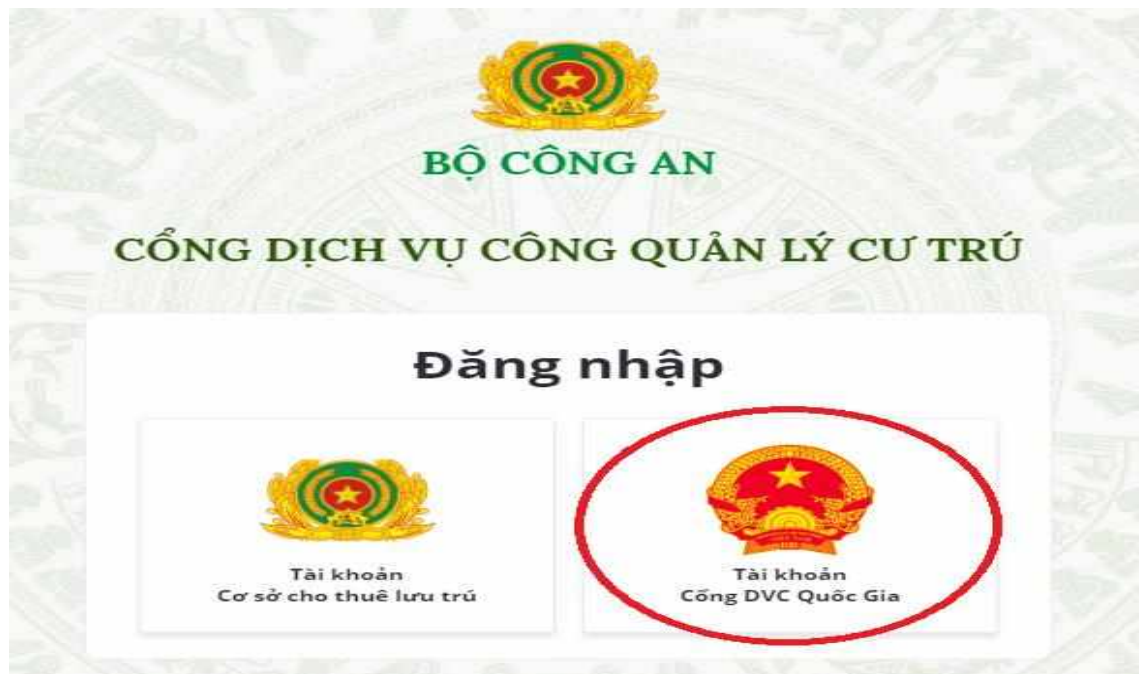 BỘ CÔNG AN
CỔNG DỊCH VỤ CÔNG QUẢN LÝ CƯ TRÚ
Đăng nhập
Tài khoản
Cơ sở cho thuê lưu trú
Tài khoản
Cổng DVC Quốc Gia